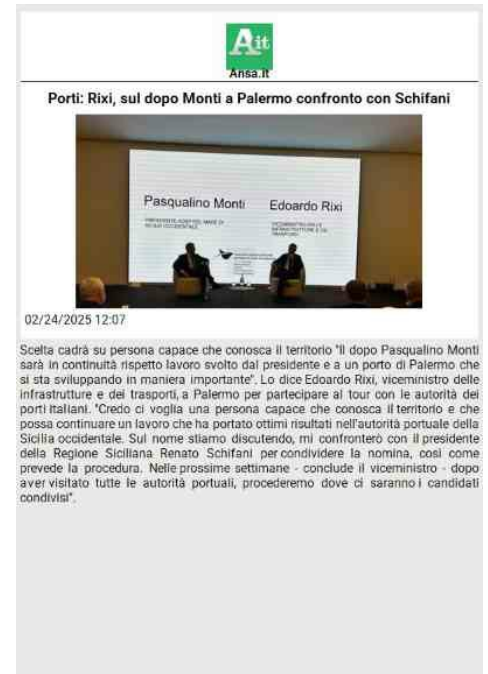 Ait
Ansa.it
Porti: Rixi, sul dopo Monti a Palermo confronto con Schifani
Pasqualino Monti
Edoardo Rixi
02/24/2025 12:07
Scelta cadrà su persona capace che conosca il territorio "Il dopo Pasqualino Monti
sarà in continuità rispetto lavoro svolto dal presidente e a un porto di Palermo che
si sta sviluppando in maniera importante". Lo dice Edoardo Rixi, viceministro delle
infrastrutture e dei trasporti, a Palermo per partecipare al tour con le autorità dei
porti italiani. "Credo ci voglia una persona capace che conosca il territorio e che
possa continuare un lavoro che ha portato ottimi risultati nell'autorità portuale della
Sicilia occidentale. Sul nome stiamo discutendo, mi confronterò con il presidente
della Regione Siciliana Renato Schifani per condividere la nomina, così come
prevede la procedura. Nelle prossime settimane - conclude il viceministro - dopo
aver visitato tutte le autorità portuali, procederemo dove ci saranno i candidati
condivisi".